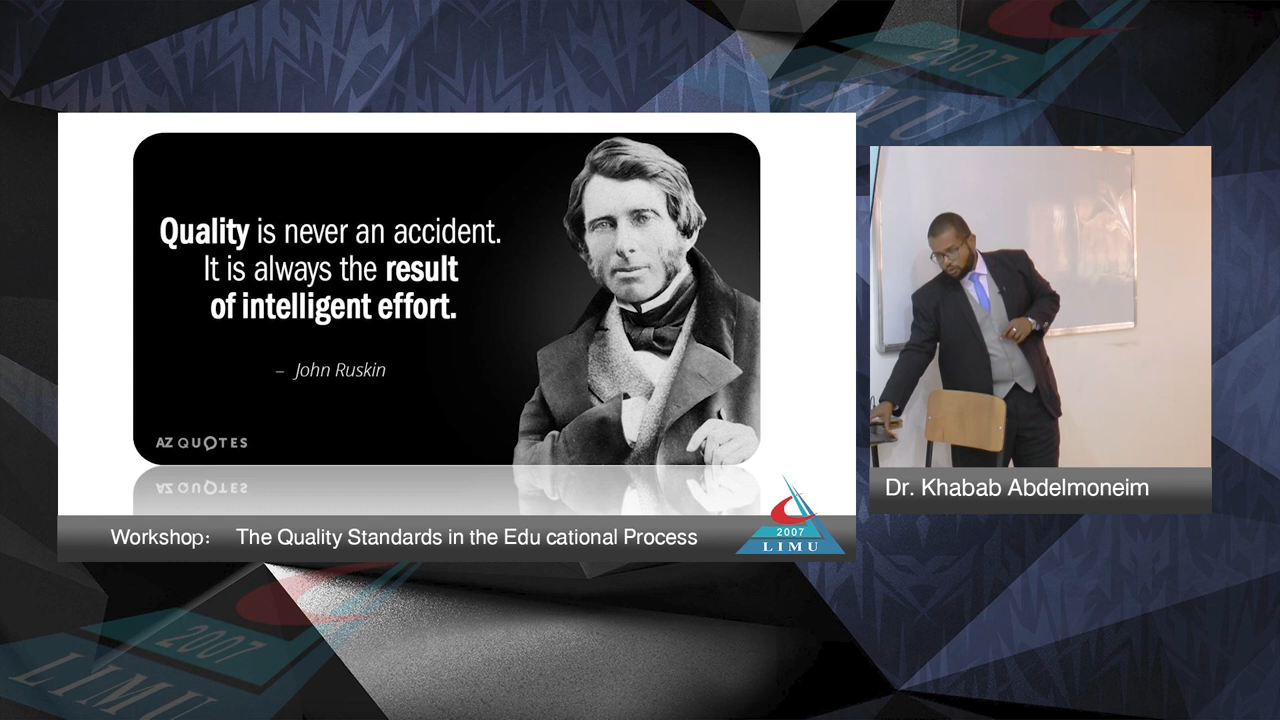 2007
LIMU
Quality is never an accident.
It is always the result
of intelligent effort.
– John Ruskin
AZ QUOTES
AZ QUOTES
Workshop: The Quality Standards in the Edu cational Process
2007
LIMU
Dr. Khabab Abdelmoneim
2007
LIMU